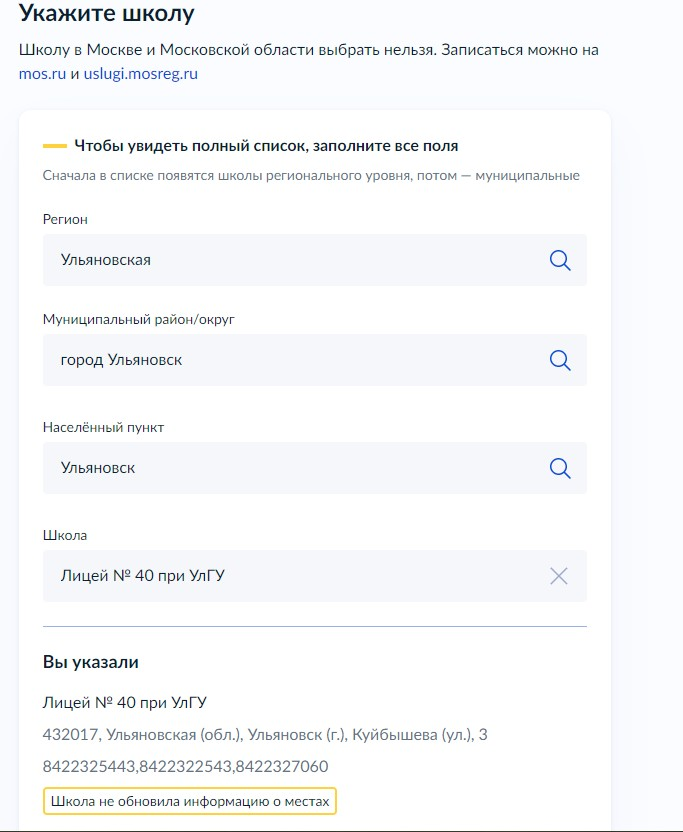 Укажите школу
Школу в Москве и Московской области выбрать нельзя. Записаться можно на
mos.ru и uslugi.mosreg.ru
Чтобы увидеть полный список, заполните все поля
Сначала в списке появятся школы регионального уровня, потом — муниципальные
Регион
Ульяновская
Муниципальный район/округ
город Ульяновск
Населённый пункт
Ульяновск
Школа
Лицей № 40 при УлГУ
Вы указали
Лицей № 40 при УлГУ
432017, Ульяновская (обл.), Ульяновск (г.), Куйбышева (ул.), 3
8422325443,8422322543,8422327060
Школа не обновила информацию о местах